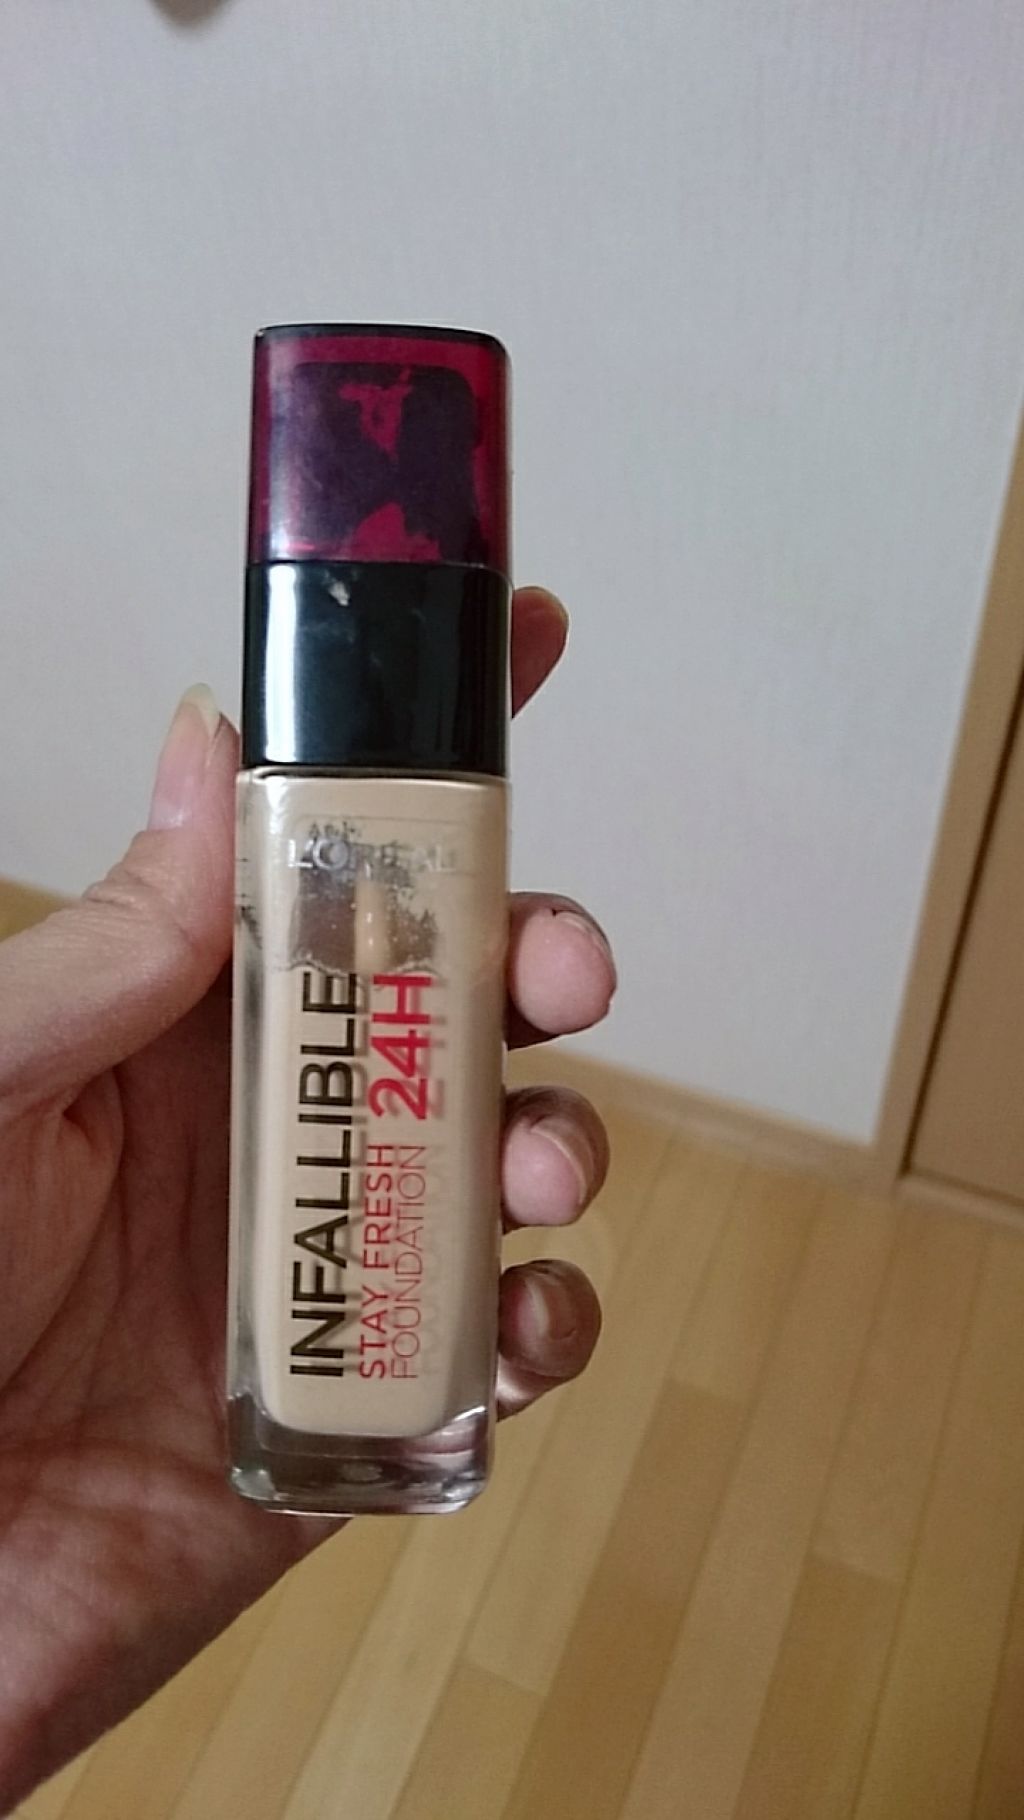 L'ORÉAL
INFALLIBLE
STAY FRESH 24H
FOUNDATION